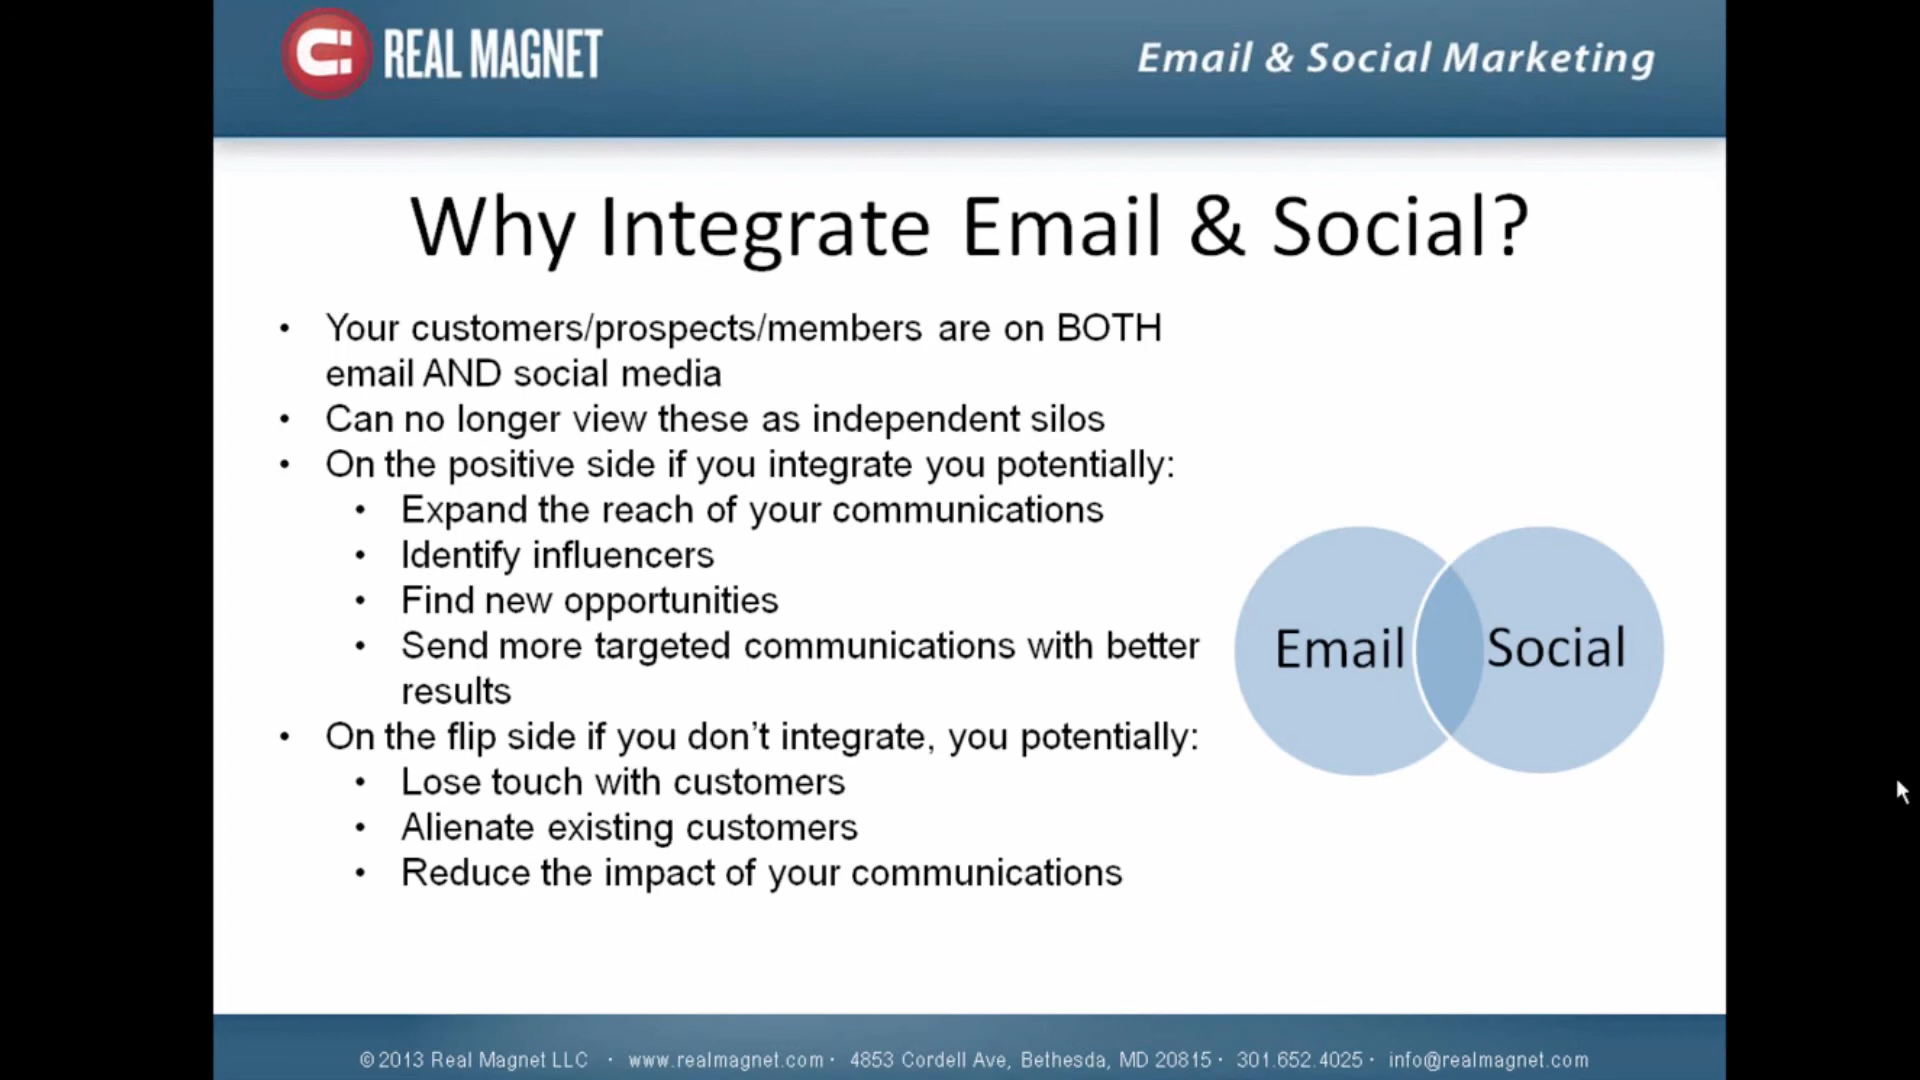 REAL MAGNET
Email & Social Marketing
Why Integrate Email & Social?
• Your customers/prospects/members are on BOTH
email AND social media
• Can no longer view these as independent silos
• On the positive side if you integrate you potentially:
• Expand the reach of your communications
• Identify influencers
• Find new opportunities
• Send more targeted communications with better
results
• On the flip side if you don’t integrate, you potentially:
• Lose touch with customers
• Alienate existing customers
• Reduce the impact of your communications
Email
Social
©2013 Real Magnet LLC · www.realmagnet.com · 4853 Cordell Ave, Bethesda, MD 20815 · 301.652.4025 · info@realmagnet.com